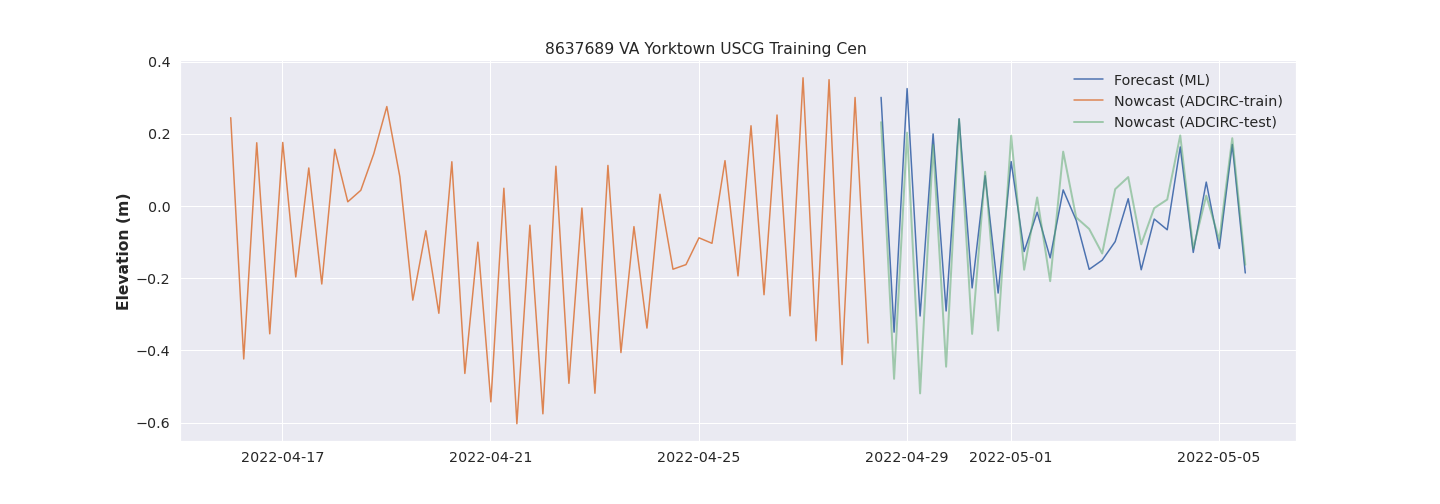 8637689 VA Yorktown USCG Training Cen
Elevation (m)
0.4
0.2
0.0
−0.2
−0.4
−0.6
Forecast (ML)
Nowcast (ADCIRC-train)
Nowcast (ADCIRC-test)
2022-04-17
2022-04-21
2022-04-25
2022-04-29
2022-05-01
2022-05-05